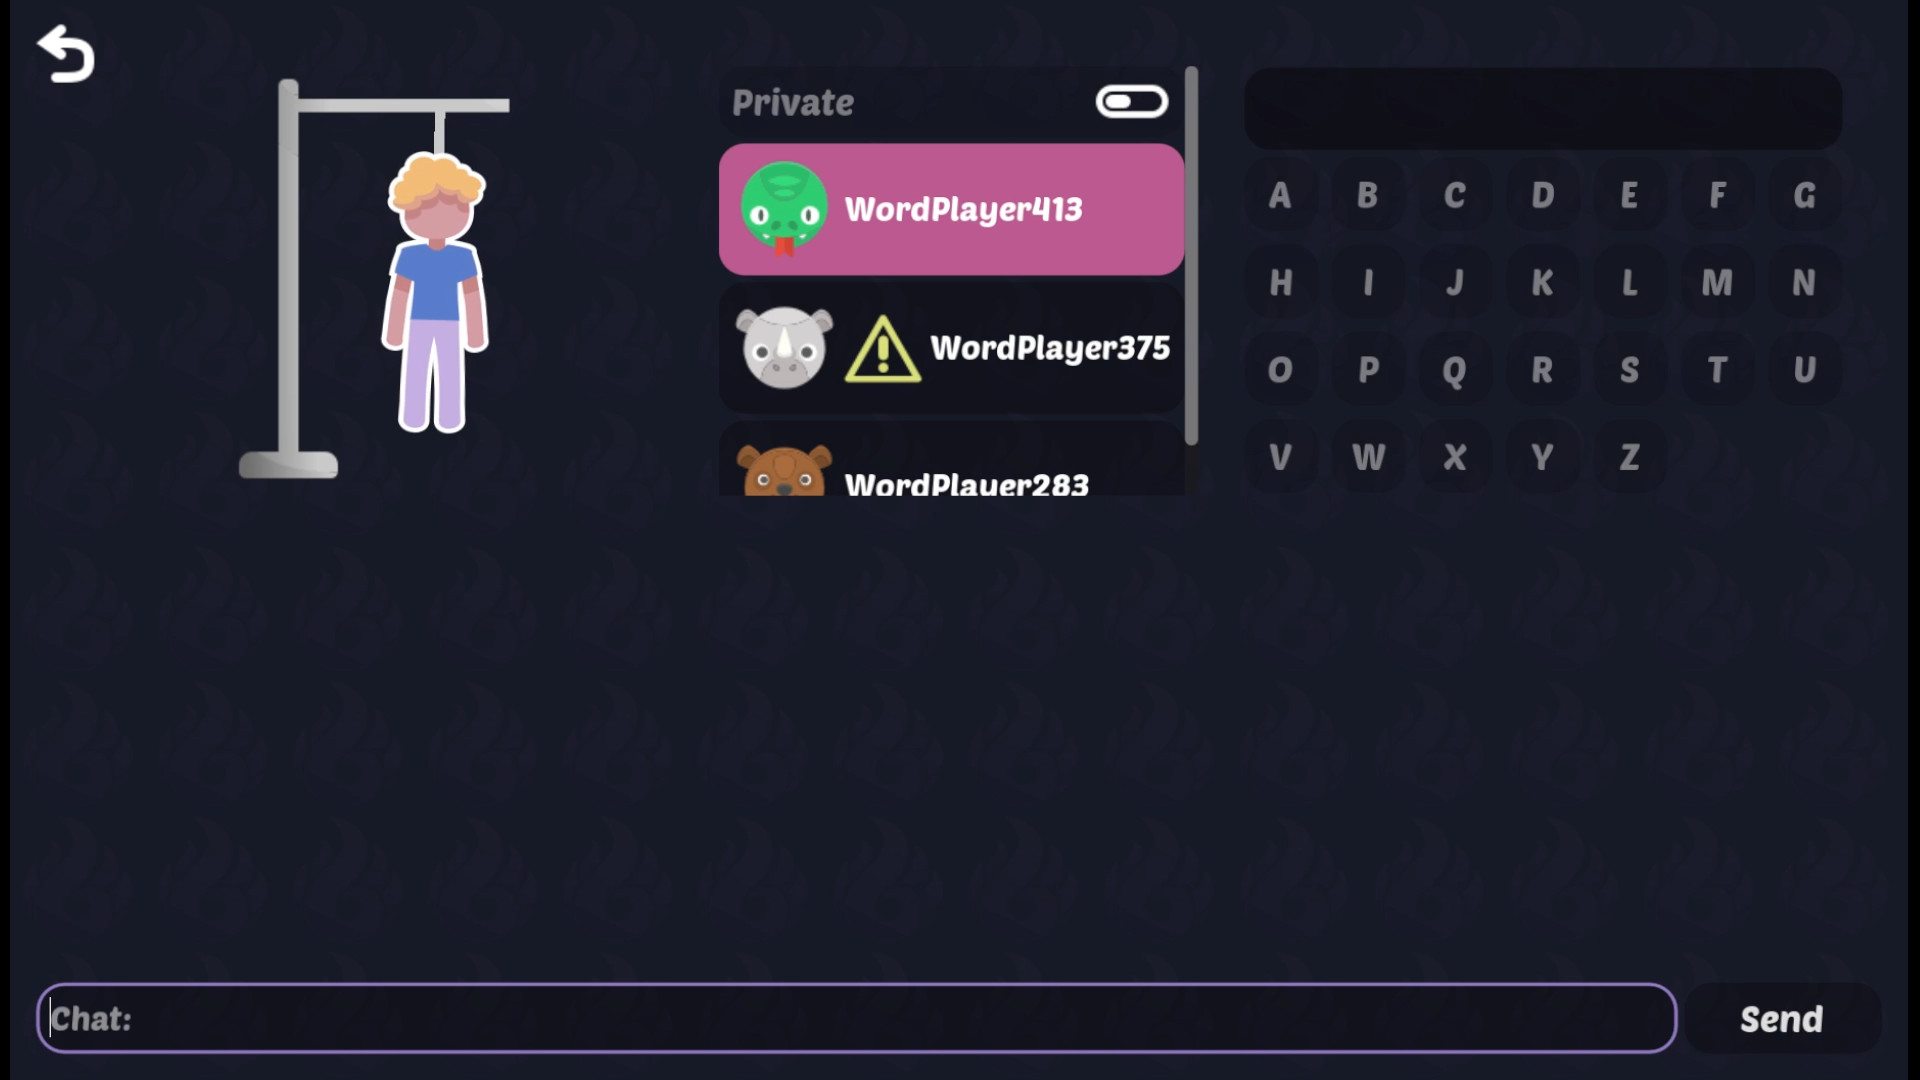 Private
WordPlayer413
WordPlayer375
WordPlayer283
A B C D E F G
H I J K L M N
O P Q R S T U
V W X Y Z
Chat:
Send